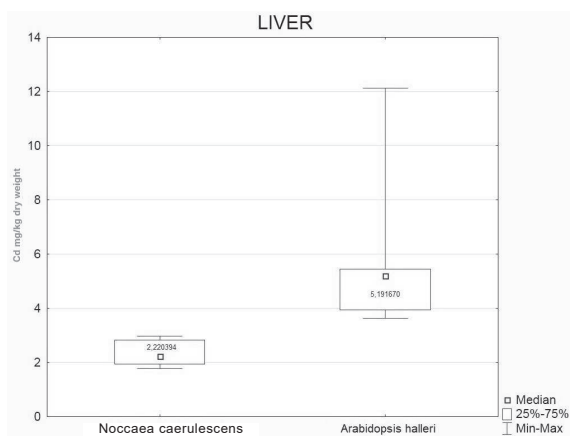 LIVER
14
12
10
8
6
4
2
0
Cd mg/kg dry weight
2,220394
5,191670
Noccaea caerulescens
Arabidopsis halleri
Median
25%-75%
Min-Max